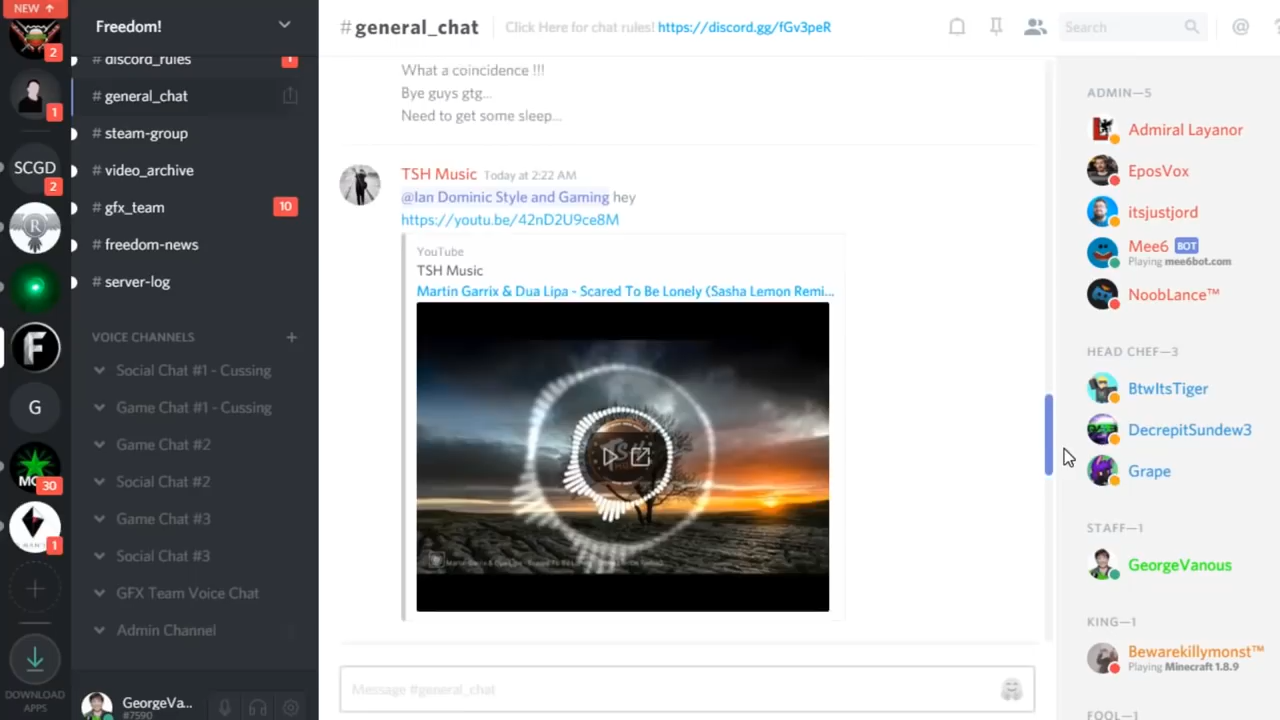 NEW ↑
2
1
SCGD
2
R
F
G
30
1
DOWNLOAD
APPS
Freedom!
# discord_rules
1
# general_chat
# steam-group
# video_archive
# gfx_team
10
# freedom-news
# server-log
VOICE CHANNELS +
Social Chat #1 - Cussing
Game Chat #1 - Cussing
Game Chat #2
Social Chat #2
Game Chat #3
Social Chat #3
GFX Team Voice Chat
Admin Channel
GeorgeVa...
#7590
#general_chat
Click Here for chat rules! https://discord.gg/fGv3peR
Search
@
What a coincidence !!!
Bye guys gtg...
Need to get some sleep...
TSH Music Today at 2:22 AM
@Ian Dominic Style and Gaming hey
https://youtu.be/42nD2U9ce8M
YouTube
TSH Music
Martin Garrix & Dua Lipa - Scared To Be Lonely (Sasha Lemon Remi...
Message #general_chat
ADMIN—5
Admiral Layanor
EposVox
itsjustjord
Mee6 BOT
Playing mee6bot.com
NoobLance™
HEAD CHEF—3
BtwItsTiger
DecrepitSundew3
Grape
STAFF—1
GeorgeVanous
KING—1
Bewarekillymonst™
Playing Minecraft 1.8.9
FOOL—1